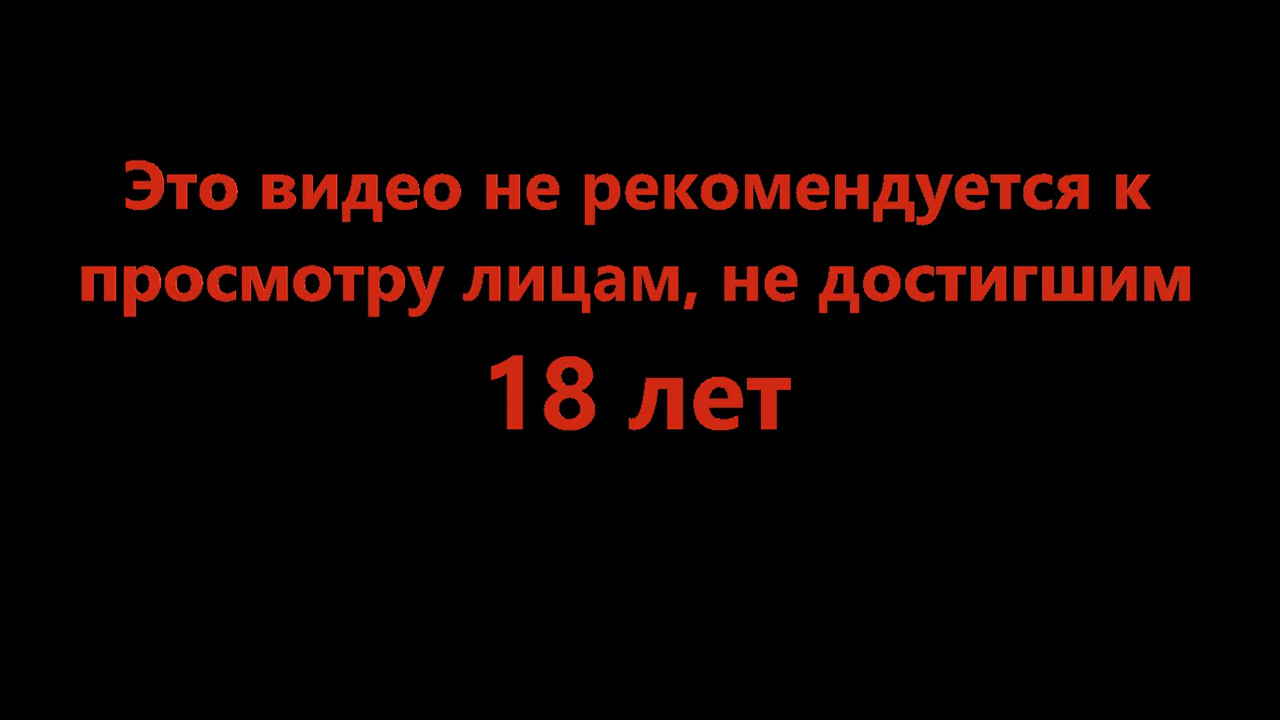 Это видео не рекомендуется к
просмотру лицам, не достигшим
18 лет